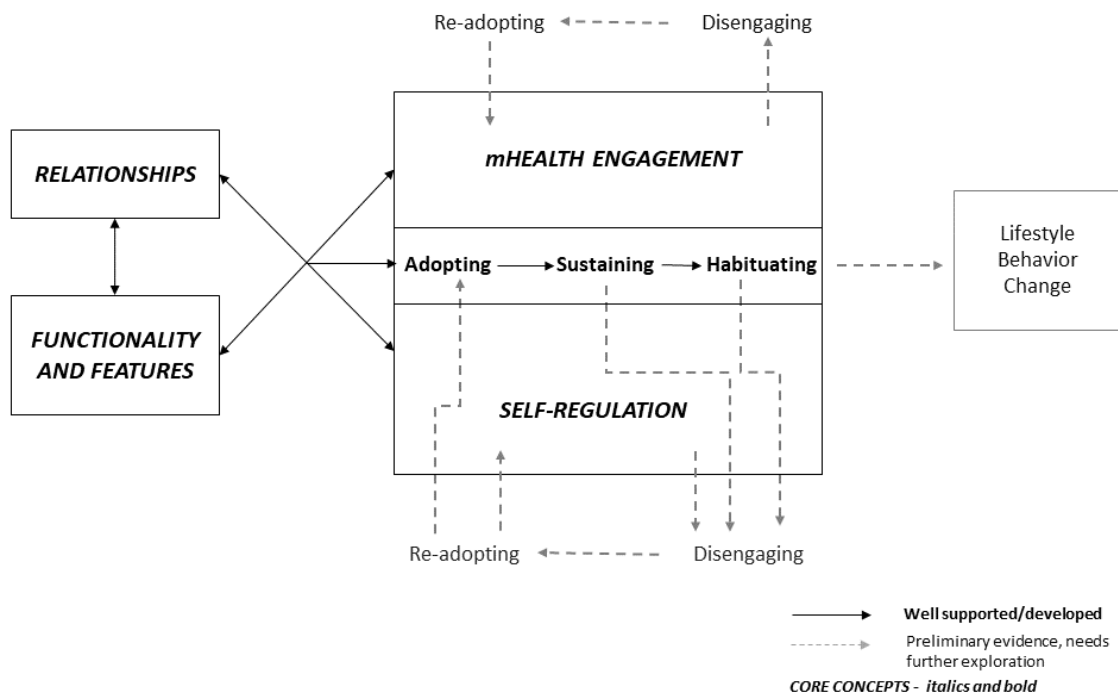 Re-adopting
Disengaging
RELATIONSHIPS
mHEALTH ENGAGEMENT
FUNCTIONALITY
AND FEATURES
Adopting
Sustaining
Habituating
Lifestyle
Behavior
Change
SELF-REGULATION
Re-adopting
Disengaging
Well supported/developed
Preliminary evidence, needs
further exploration
CORE CONCEPTS - italics and bold